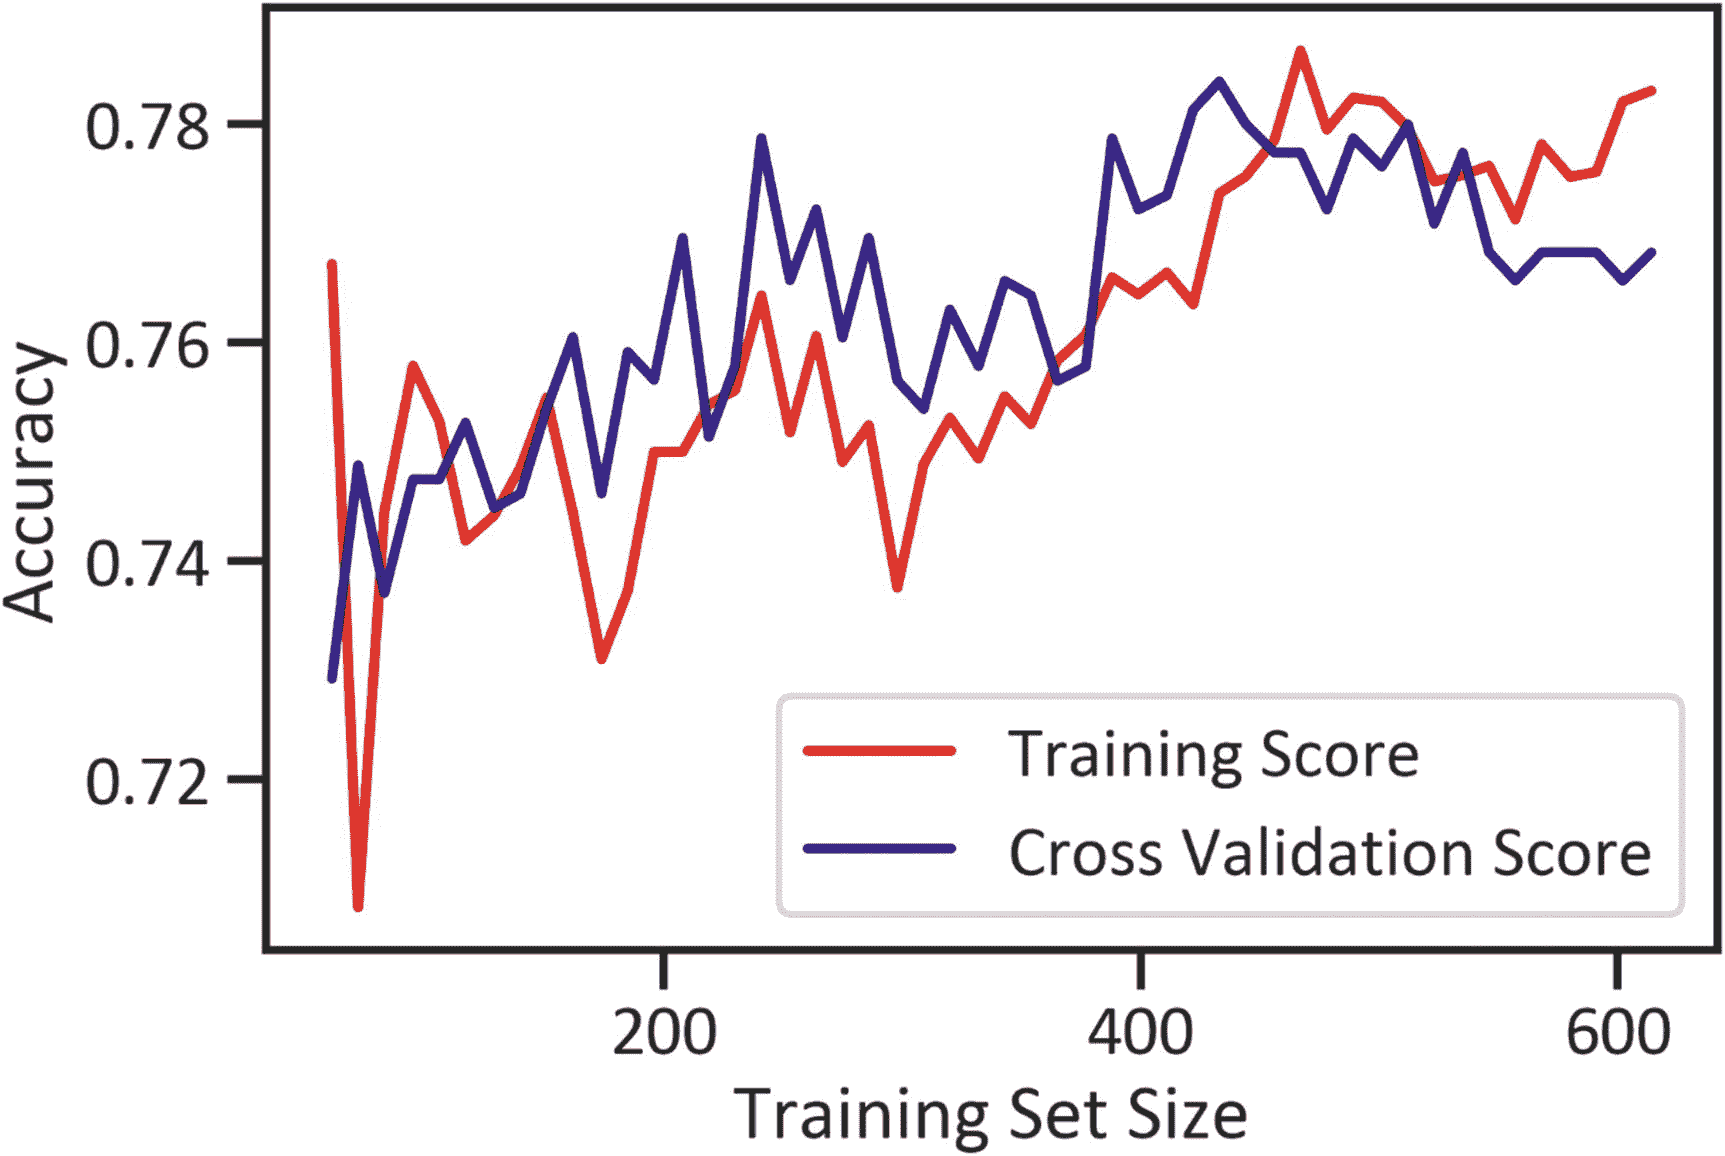 0.78
0.76
0.74
0.72
Accuracy
Training Score
Cross Validation Score
200 400 600
Training Set Size